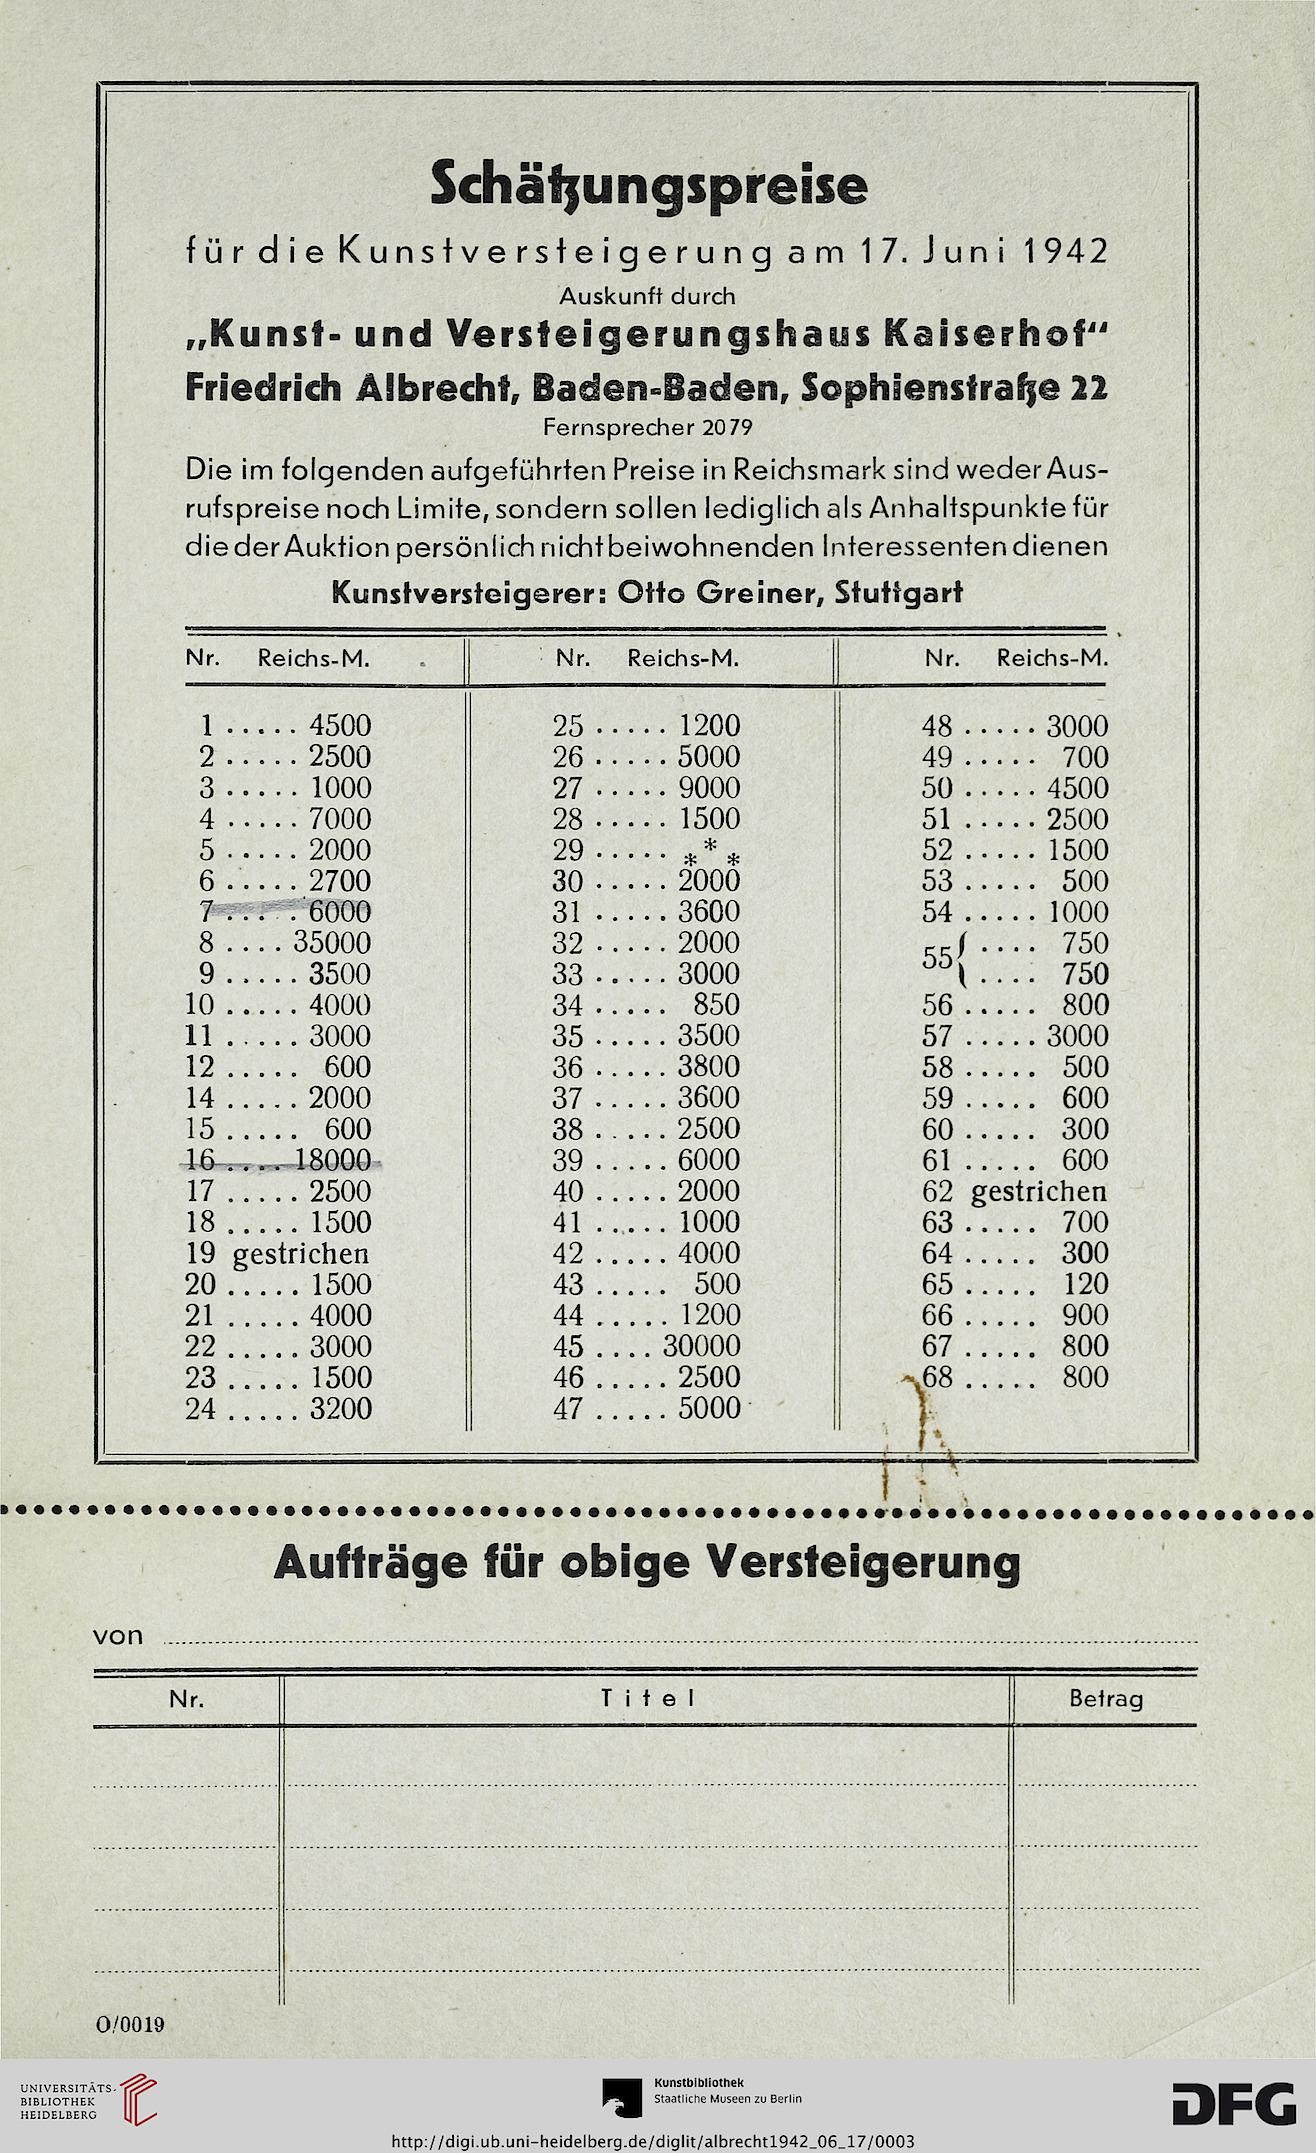 Schätzungspreise
für die Kunstversteigerung am 17. Juni 1942
Auskunft durch
„Kunst- und Versteigerungshaus Kaiserhof“
Friedrich Albrecht, Baden-Baden, Sophienstraße 22
Fernsprecher 2079
Die im folgenden aufgeführten Preise in Reichsmark sind weder Aus-
rufspreise noch Limite, sondern sollen lediglich als Anhaltspunkte für
die der Auktion persönlich nicht beiwohnenden Interessenten dienen
Kunstversteigerer: Otto Greiner, Stuttgart
Nr. Reichs-M.
1 ..... 4500
2 ..... 2500
3 ..... 1000
4 ..... 7000
5 ..... 2000
6 ..... 2700
7 ..... 6000
8 .... 35000
9 ..... 3500
10 ..... 4000
11 ..... 3000
12 ..... 600
14 ..... 2000
15 ..... 600
16 .... 18000
17 ..... 2500
18 ..... 1500
19 gestrichen
20 ..... 1500
21 ..... 4000
22 ..... 3000
23 ..... 1500
24 ..... 3200
Nr. Reichs-M.
25 ..... 1200
26 ..... 5000
27 ..... 9000
28 ..... 1500
29 ..... * * *
30 ..... 2000
31 ..... 3600
32 ..... 2000
33 ..... 3000
34 ..... 850
35 ..... 3500
36 ..... 3800
37 ..... 3600
38 ..... 2500
39 ..... 6000
40 ..... 2000
41 ..... 1000
42 ..... 4000
43 ..... 500
44 ..... 1200
45 .... 30000
46 ..... 2500
47 ..... 5000
Nr. Reichs-M.
48 ..... 3000
49 ..... 700
50 ..... 4500
51 ..... 2500
52 ..... 1500
53 ..... 500
54 ..... 1000
55 { .... 750
.... 750
56 ..... 800
57 ..... 3000
58 ..... 500
59 ..... 600
60 ..... 300
61 ..... 600
62 gestrichen
63 ..... 700
64 ..... 300
65 ..... 120
66 ..... 900
67 ..... 800
68 ..... 800
Aufträge für obige Versteigerung
von
Nr. Titel Betrag
O/0019
UNIVERSITÄTS-
BIBLIOTHEK
HEIDELBERG
Kunstbibliothek
Staatliche Museen zu Berlin
DFG
http://digi.ub.uni-heidelberg.de/diglit/albrecht1942_06_17/0003